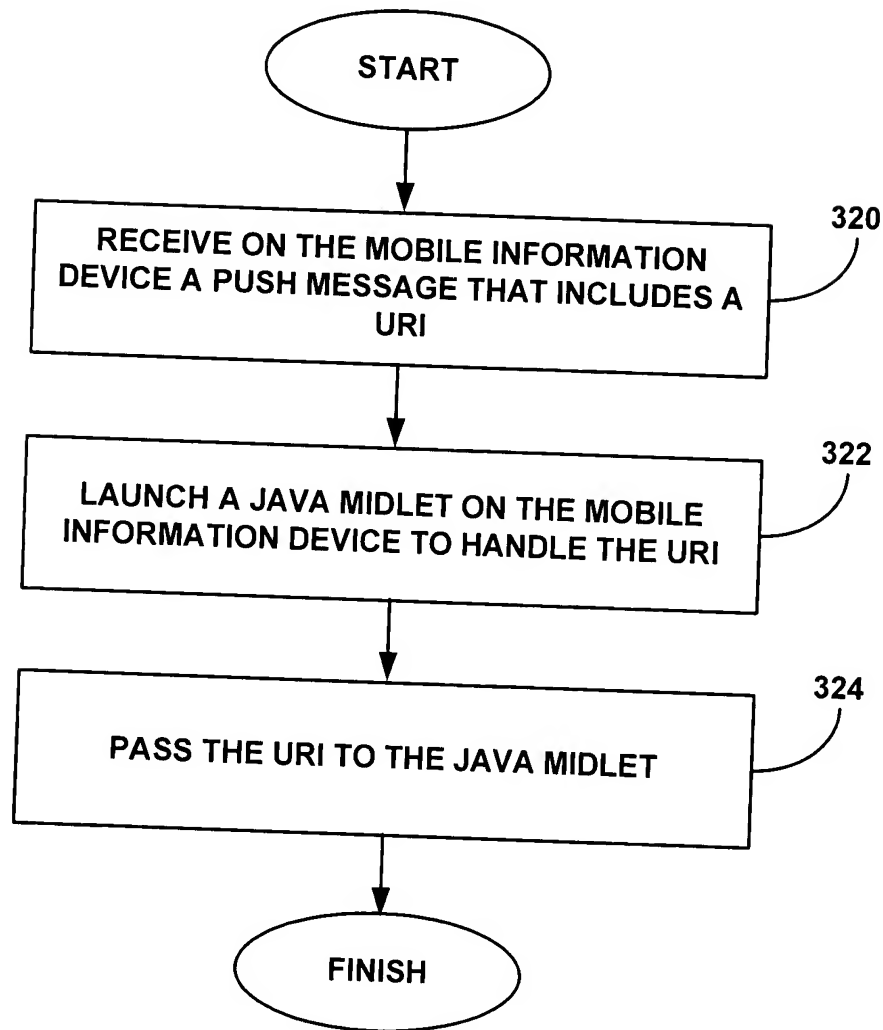 START
320
RECEIVE ON THE MOBILE INFORMATION
DEVICE A PUSH MESSAGE THAT INCLUDES A
URI
322
LAUNCH A JAVA MIDLET ON THE MOBILE
INFORMATION DEVICE TO HANDLE THE URI
324
PASS THE URI TO THE JAVA MIDLET
FINISH